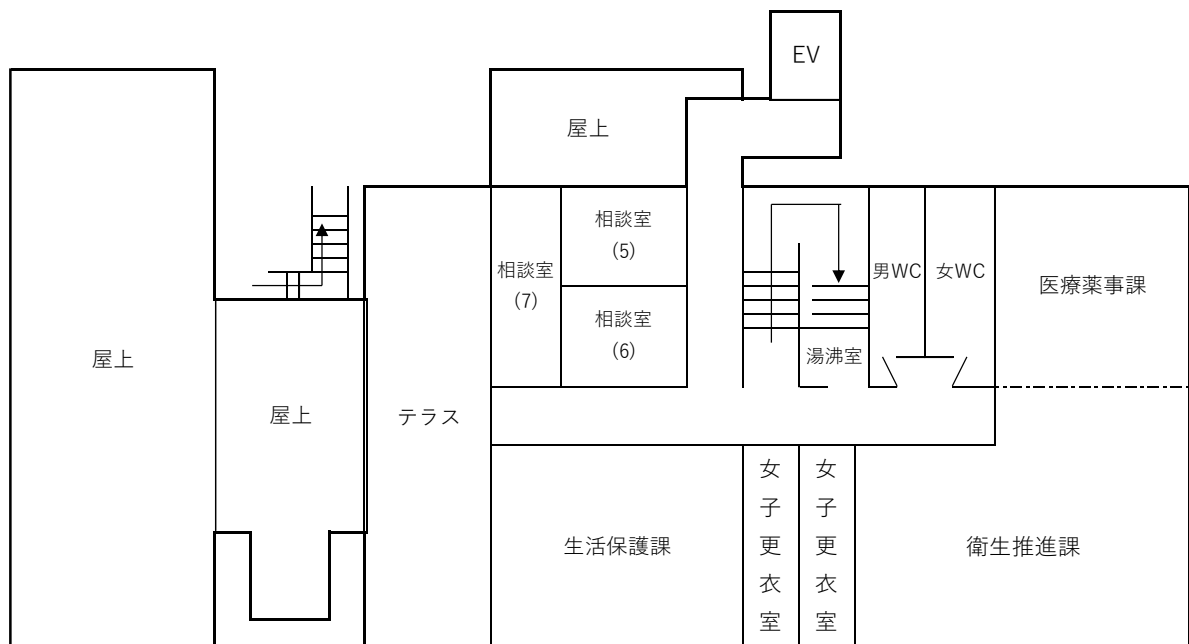 EV
屋上
相談室
(5)
相談室
(7)
男WC
女WC
医療薬事課
相談室
(6)
湯沸室
屋上
屋上
テラス
生活保護課
女子更衣室
女子更衣室
衛生推進課